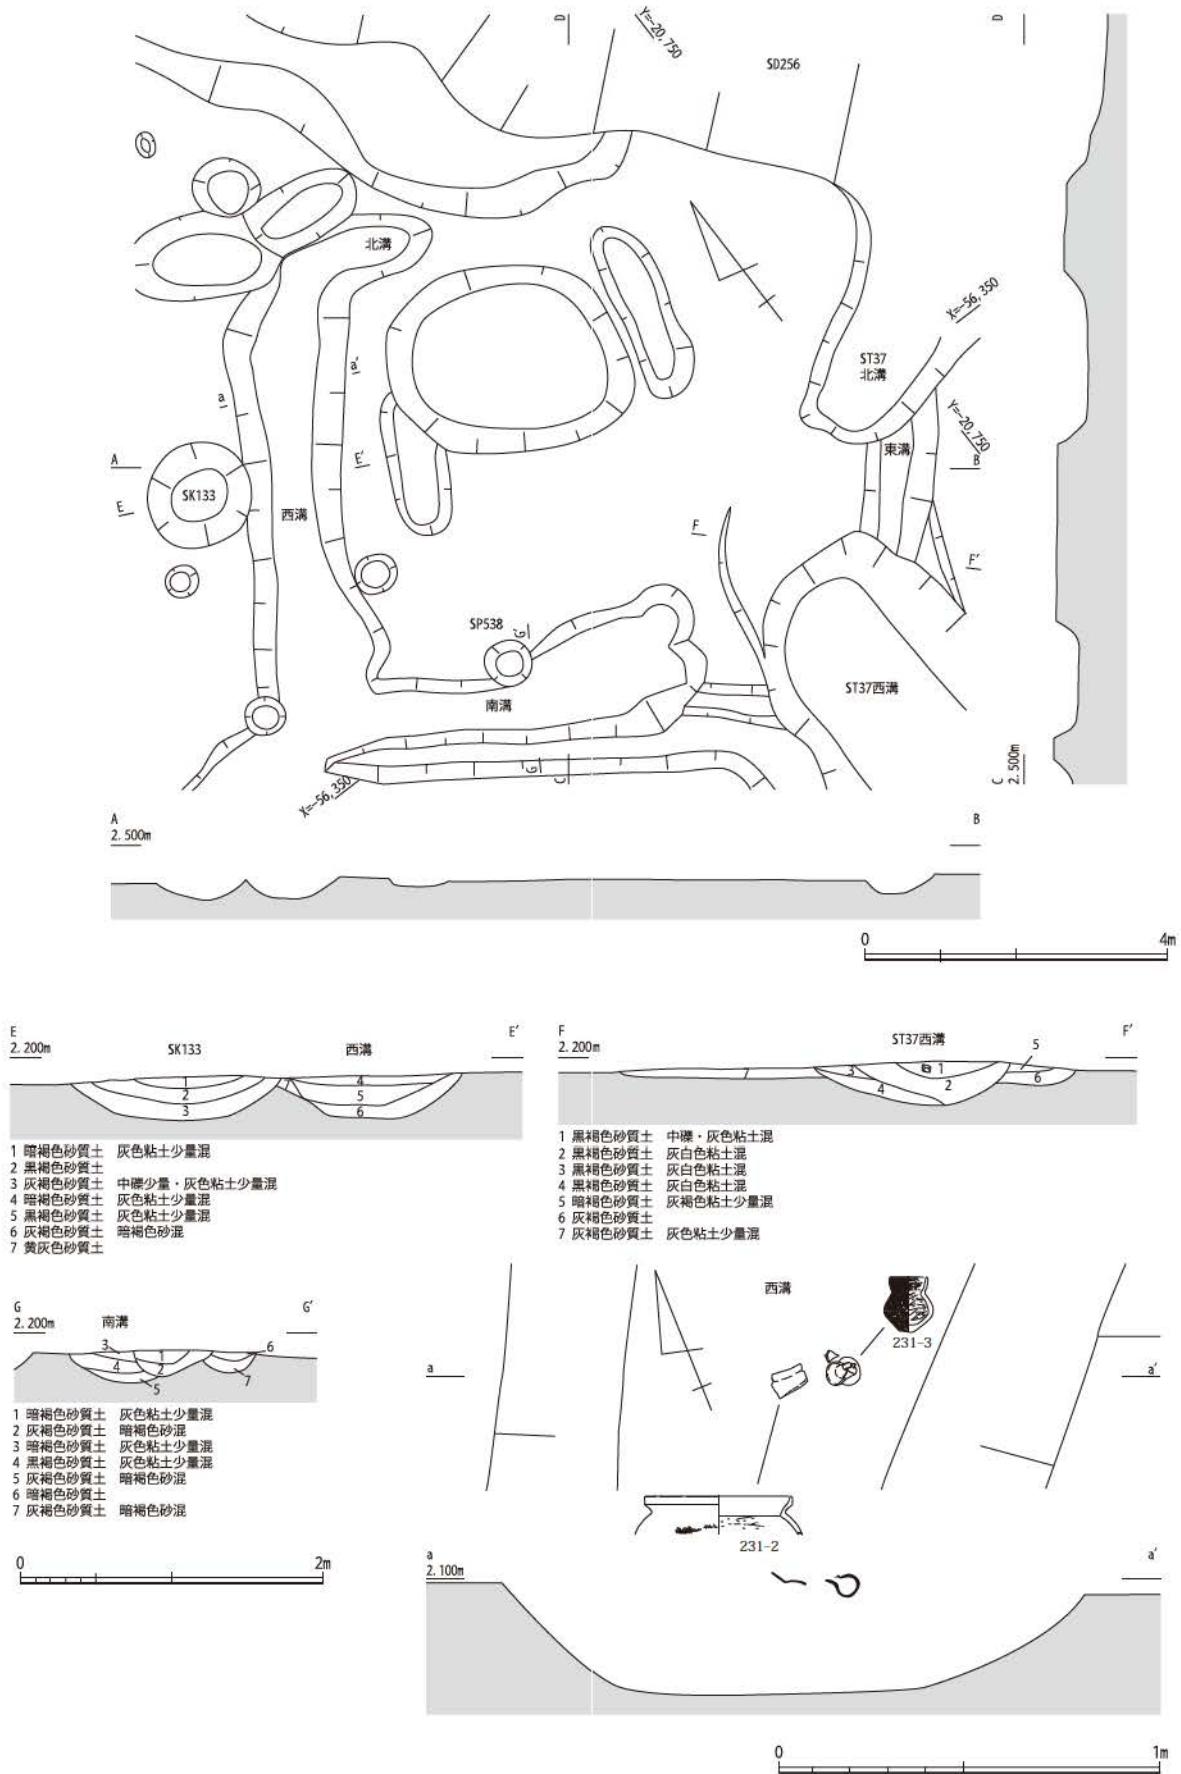 D
Y=-20,750
SD256
D
北溝
X=-56,350
ST37
北溝
a'
a
Y=-20,750
A
E'
東溝
B
SK133
E
西溝
F
F'
SP538
G'
ST37西溝
南溝
G
C
C
2.500m
X=-56,350
A
2.500m
B
0
4m
E
2.200m
SK133
西溝
E'
1
2
3
4
5
6
1 暗褐色砂質土 灰色粘土少量混
2 黒褐色砂質土
3 灰褐色砂質土 中礫少量・灰色粘土少量混
4 暗褐色砂質土 灰色粘土少量混
5 黒褐色砂質土 灰色粘土少量混
6 灰褐色砂質土 暗褐色砂混
7 黄灰色砂質土
F
2.200m
ST37西溝
F'
5
3
1
4
2
6
1 黒褐色砂質土 中礫・灰色粘土混
2 黒褐色砂質土 灰白色粘土混
3 黒褐色砂質土 灰白色粘土混
4 黒褐色砂質土 灰白色粘土混
5 暗褐色砂質土 灰褐色粘土少量混
6 灰褐色砂質土
7 灰褐色砂質土 灰色粘土少量混
G
2.200m
南溝
G'
3
1
6
4
2
5
7
1 暗褐色砂質土 灰色粘土少量混
2 灰褐色砂質土 暗褐色砂混
3 暗褐色砂質土 灰色粘土少量混
4 黒褐色砂質土 灰色粘土少量混
5 灰褐色砂質土 暗褐色砂混
6 暗褐色砂質土
7 灰褐色砂質土 暗褐色砂混
0
2m
西溝
231-3
a
a'
231-2
a
2.100m
a'
0
1m